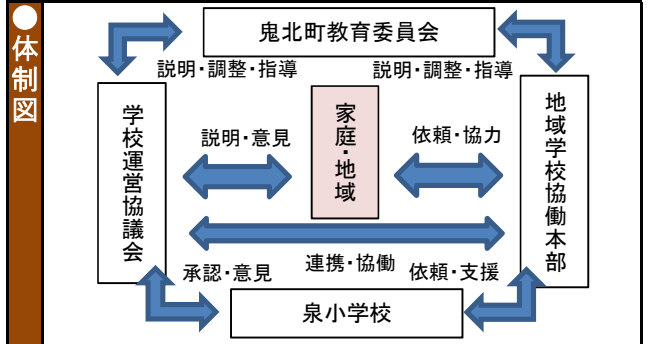 ●体制図
鬼北町教育委員会
説明・調整・指導
説明・調整・指導
学校運営協議会
家庭・地域
地域学校協働本部
説明・意見
依頼・協力
連携・協働
承認・意見
依頼・支援
泉小学校